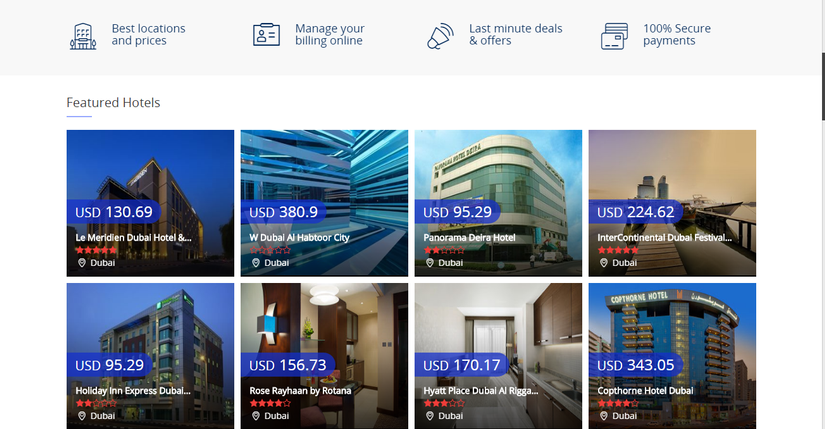 Best locations
and prices
Manage your
billing online
Last minute deals
& offers
100% Secure
payments
Featured Hotels
USD 130.69
Le Meridien Dubai Hotel &...
Dubai
USD 380.9
W Dubai Al Habtoor City
Dubai
PANORAMA HOTEL DEIRA
USD 95.29
Panorama Deira Hotel
Dubai
USD 224.62
InterContinental Dubai Festival...
Dubai
USD 95.29
Holiday Inn Express Dubai...
Dubai
USD 156.73
Rose Rayhaan by Rotana
Dubai
USD 170.17
Hyatt Place Dubai Al Rigga...
Dubai
COPTHORNE HOTEL
USD 343.05
Copthorne Hotel Dubai
Dubai